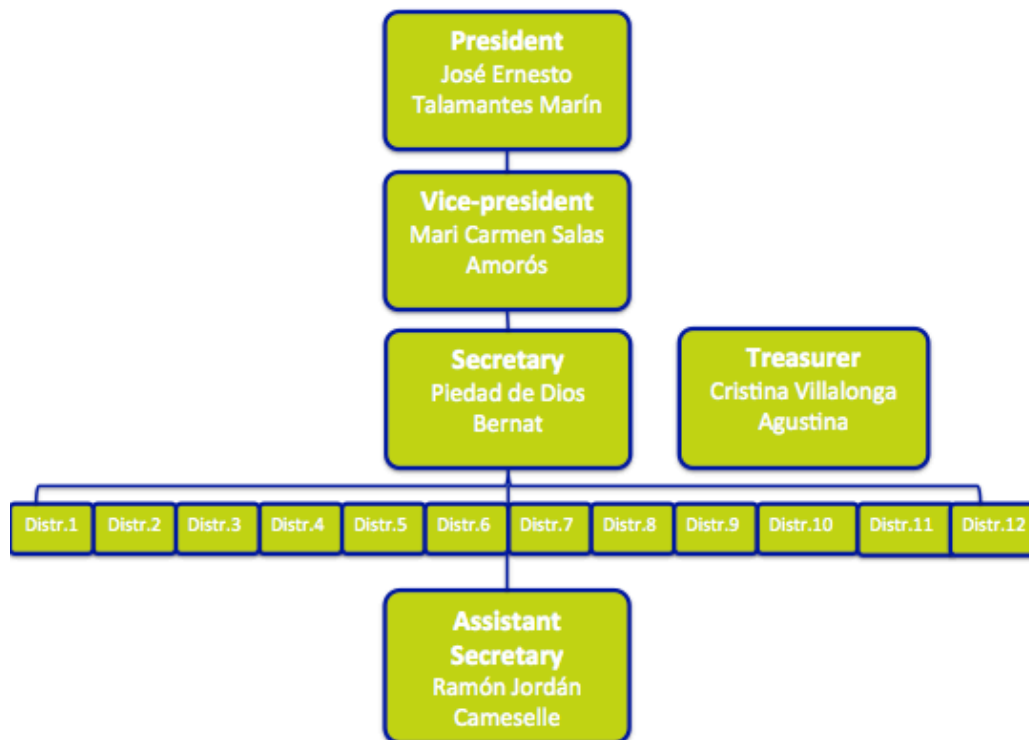 President
José Ernesto
Talamantes Marín
Vice-president
Mari Carmen Salas
Amorós
Secretary
Piedad de Dios
Bernat
Treasurer
Cristina Villalonga
Agustina
Distr.1
Distr.2
Distr.3
Distr.4
Distr.5
Distr.6
Distr.7
Distr.8
Distr.9
Distr.10
Distr.11
Distr.12
Assistant
Secretary
Ramón Jordán
Cameselle